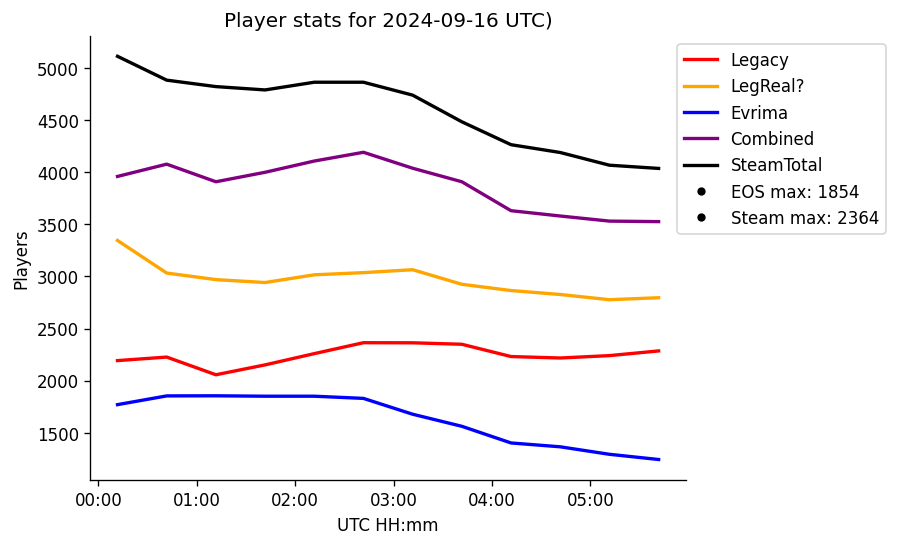 Player stats for 2024-09-16 UTC)
Players
5000
4500
4000
3500
3000
2500
2000
1500
00:00 01:00 02:00 03:00 04:00 05:00
UTC HH:mm
Legacy
LegReal?
Evrima
Combined
SteamTotal
EOS max: 1854
Steam max: 2364